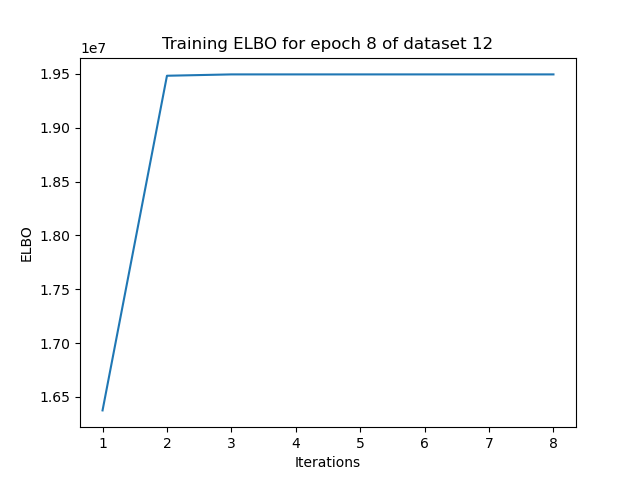 Training ELBO for epoch 8 of dataset 12
1e7
1.95
1.90
1.85
1.80
1.75
1.70
1.65
ELBO
1 2 3 4 5 6 7 8
Iterations